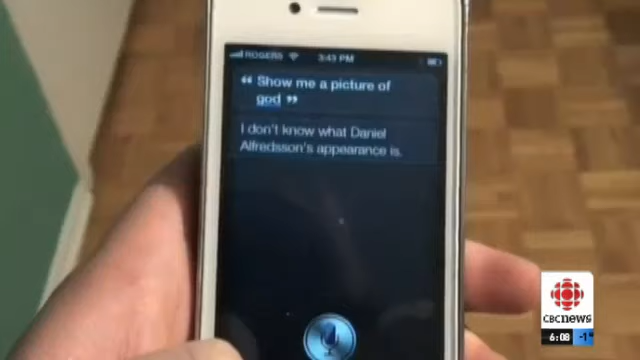 ROGERS 3:43 PM
“ Show me a picture of
god ”
I don't know what Daniel
Alfredsson's appearance is.
CBCNEWS
6:08 -1°